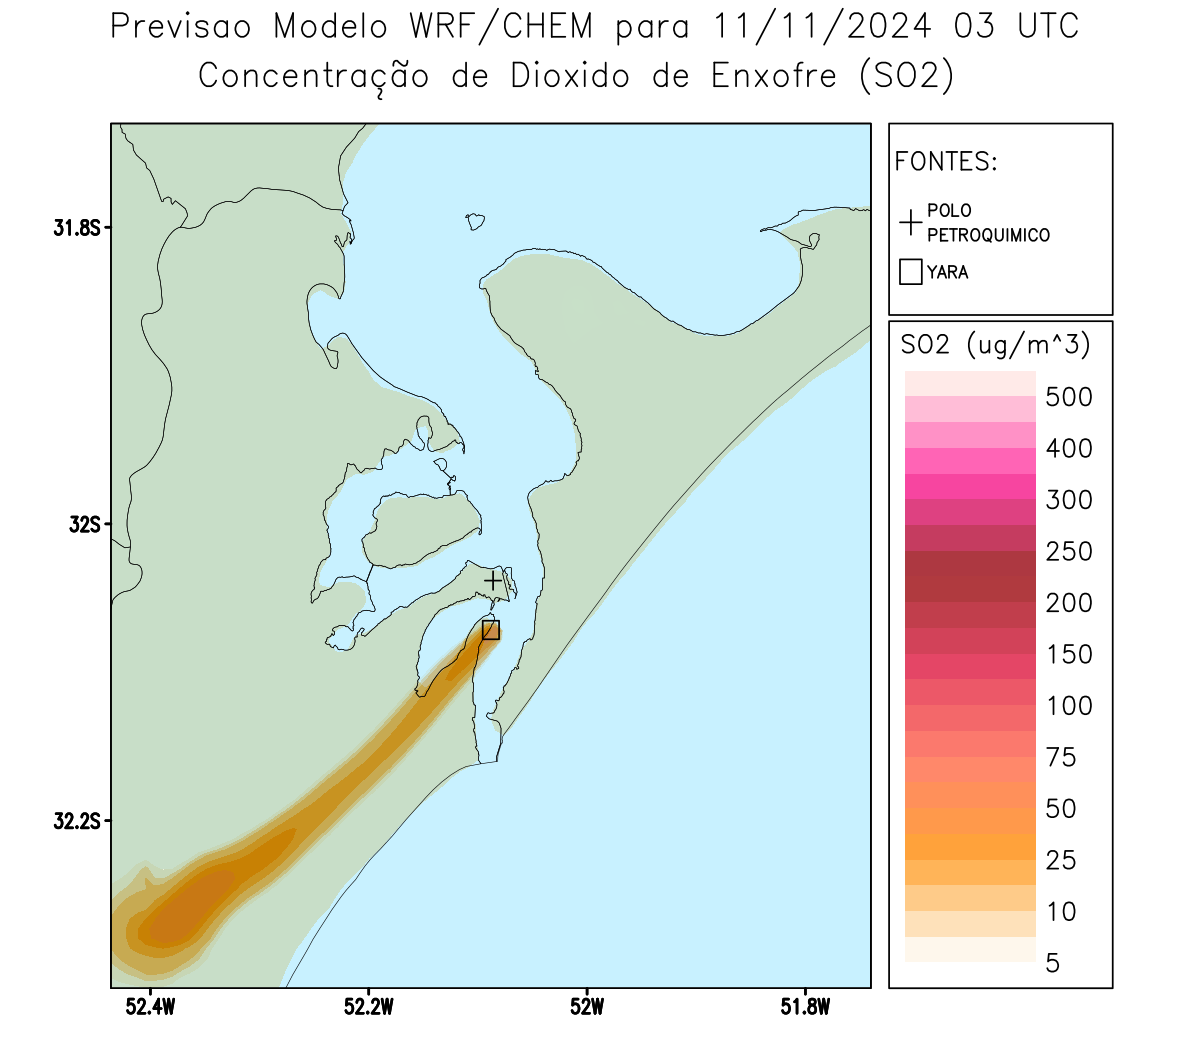 Previsao Modelo WRF/CHEM para 11/11/2024 03 UTC
Concentração de Dioxido de Enxofre (SO2)
FONTES:
POLO
PETROQUIMICO
YARA
SO2 (ug/m^3)
500
400
300
250
200
150
100
75
50
25
10
5
31.8S
32S
32.2S
52.4W
52.2W
52W
51.8W